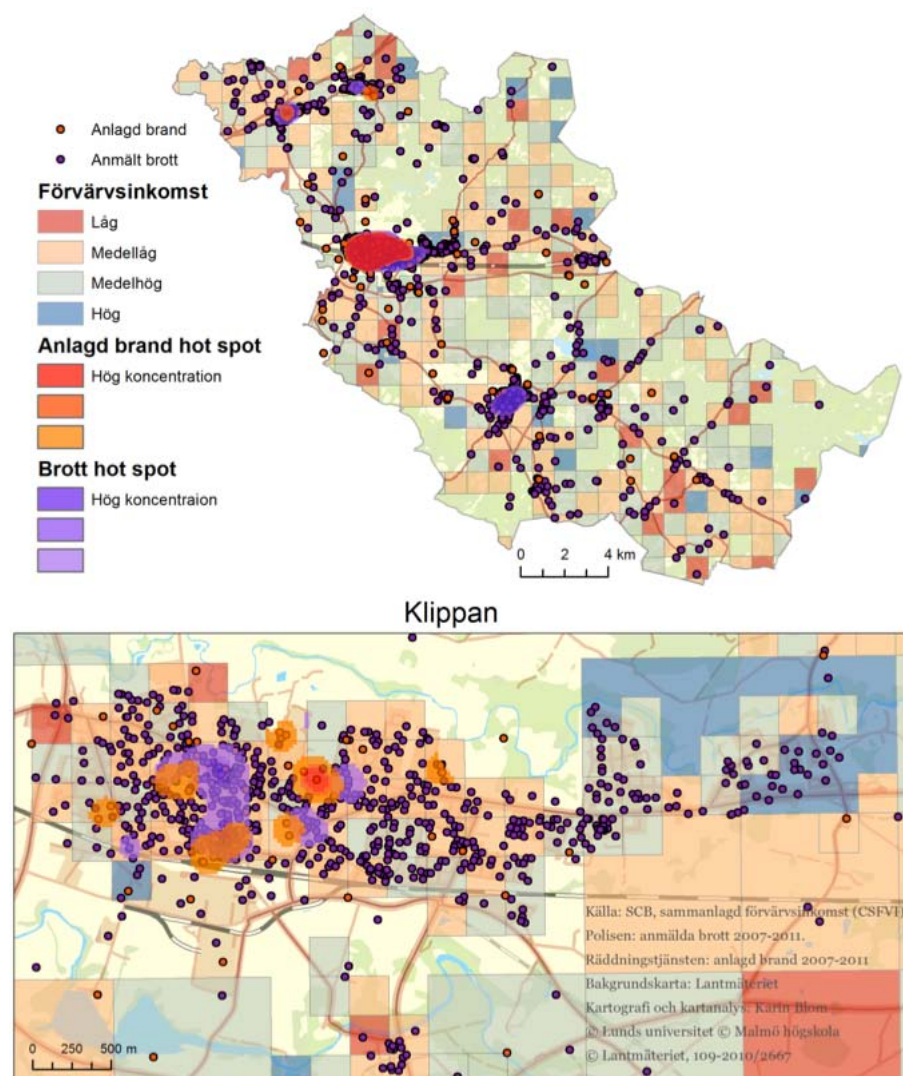 Anlagd brand
Anmält brott
Förvärvsinkomst
Låg
Medellåg
Medelhög
Hög
Anlagd brand hot spot
Hög koncentration
Brott hot spot
Hög koncentraion
0 2 4 km
Klippan
Källa: SCB, sammanlagd förvärvsinkomst (CSFVI)
Polisen: anmälda brott 2007-2011.
Räddningstjänsten: anlagd brand 2007-2011
Bakgrundskarta: Lantmäteriet
Kartografi och kartanalys: Karin Blom ©
© Lunds universitet © Malmö högskola
© Lantmäteriet, 109-2010/2667
0 250 500 m